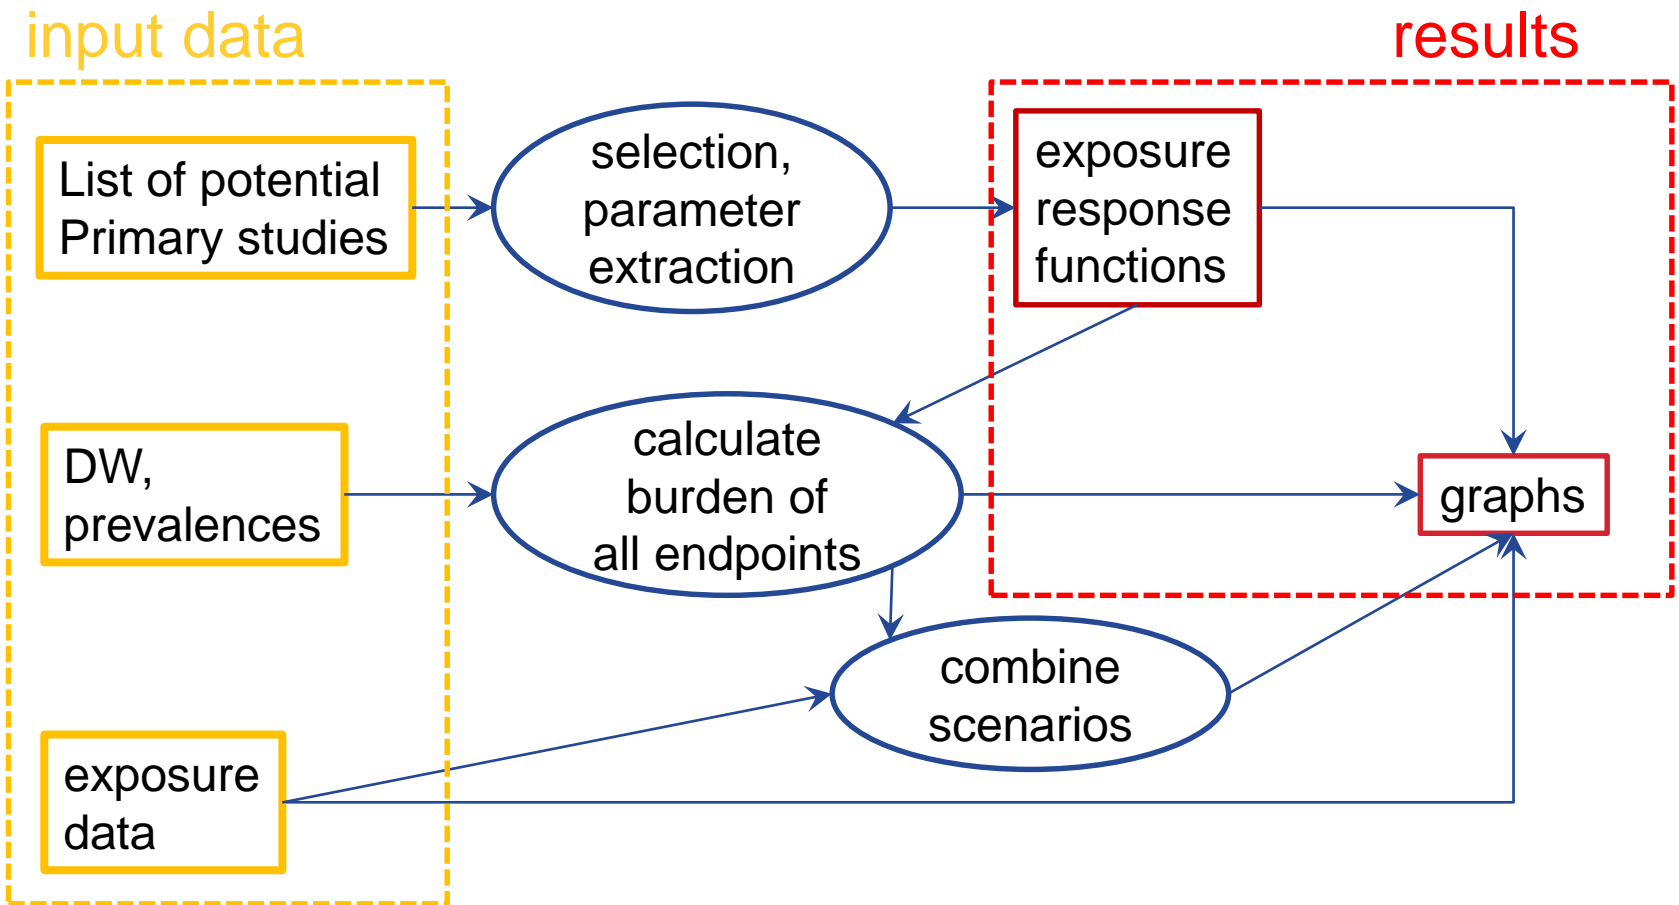 input data
results
List of potential
Primary studies
selection,
parameter
extraction
exposure
response
functions
DW,
prevalences
calculate
burden of
all endpoints
graphs
combine
scenarios
exposure
data